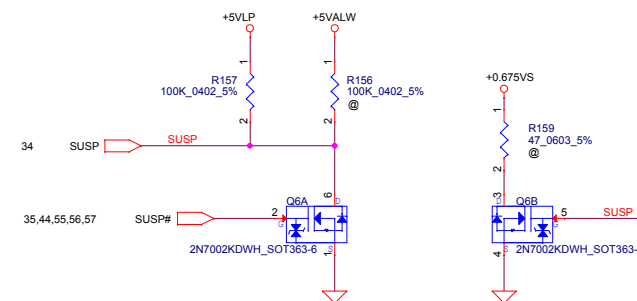 +5VLP
+5VALW
1
1
R157
100K_0402_5%
R156
100K_0402_5%
@
2
2
+0.675VS
1
R159
47_0603_5%
@
2
34
SUSP
SUSP
6
D
Q6A
3
D
Q6B
35,44,55,56,57
SUSP#
2
G
5
G
SUSP
2N7002KDWH_SOT363-6
1
S
4
S
2N7002KDWH_SOT363-